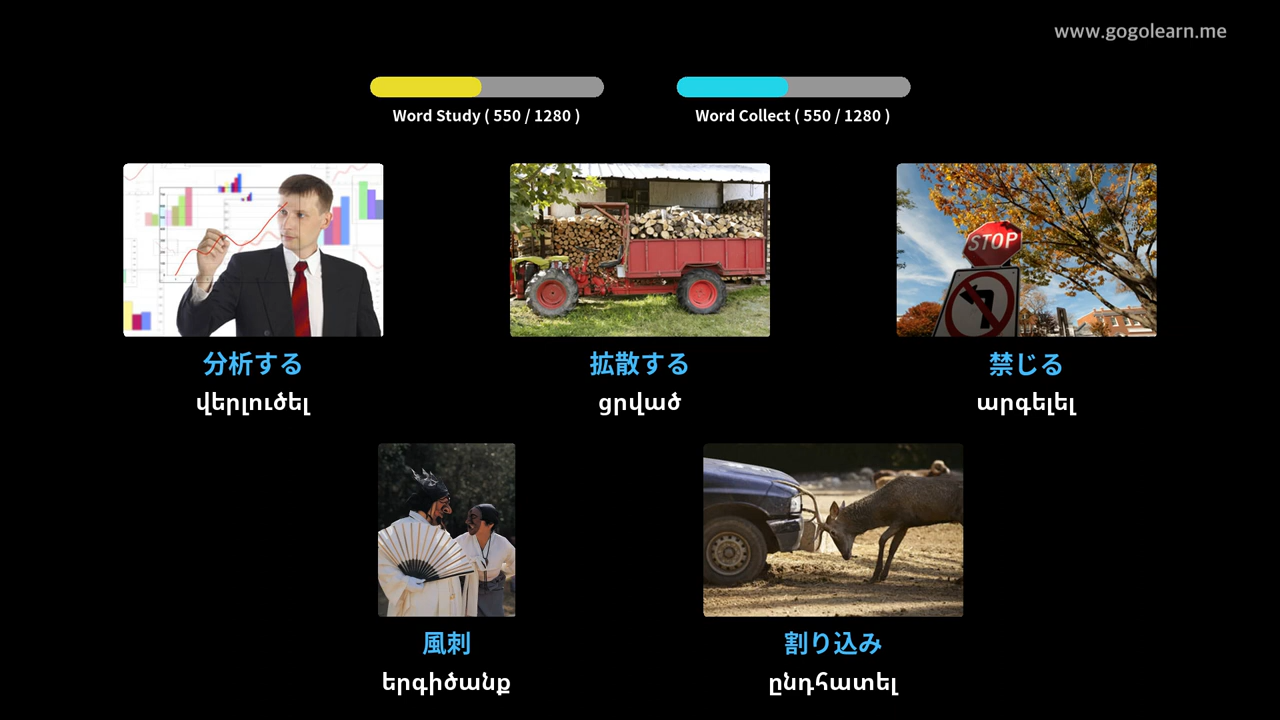 www.gogolearn.me
Word Study ( 550 / 1280 )
Word Collect ( 550 / 1280 )
STOP
分析する
վերլուծել
拡散する
ցրված
禁じる
արգելել
風刺
երգիծանք
割り込み
ընդհատել